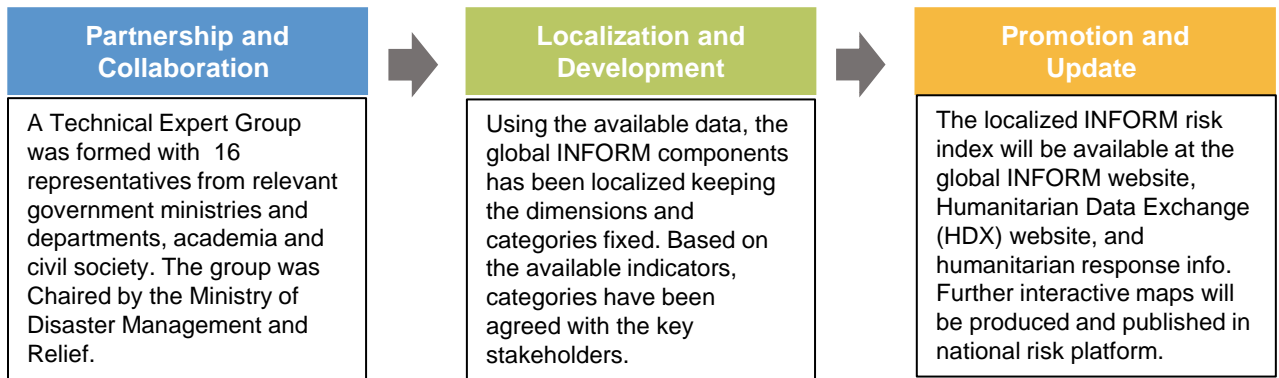 Partnership and
Collaboration
A Technical Expert Group
was formed with  16
representatives from relevant
government ministries and
departments, academia and
civil society. The group was
Chaired by the Ministry of
Disaster Management and
Relief.
Localization and
Development
Using the available data, the
global INFORM components
has been localized keeping
the dimensions and
categories fixed. Based on
the available indicators,
categories have been
agreed with the key
stakeholders.
Promotion and
Update
The localized INFORM risk
index will be available at the
global INFORM website,
Humanitarian Data Exchange
(HDX) website, and
humanitarian response info.
Further interactive maps will
be produced and published in
national risk platform.